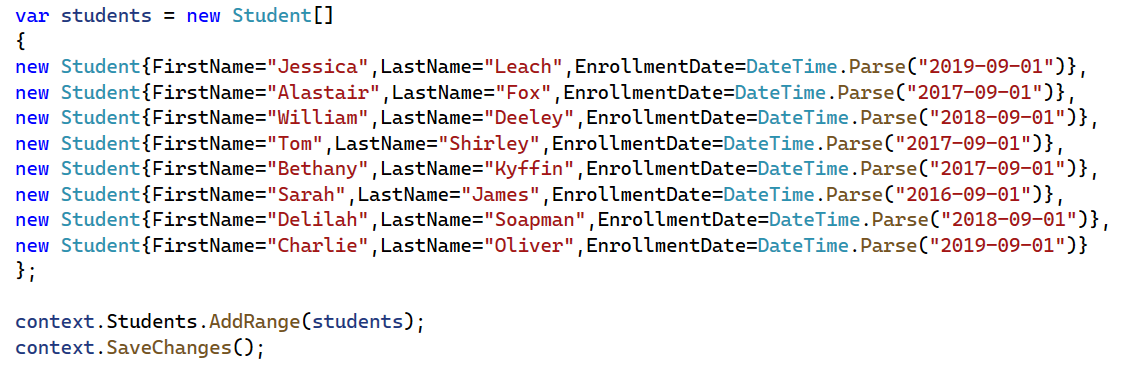 var students = new Student[]
{
new Student{FirstName="Jessica",LastName="Leach",EnrollmentDate=DateTime.Parse("2019-09-01")},
new Student{FirstName="Alastair",LastName="Fox",EnrollmentDate=DateTime.Parse("2017-09-01")},
new Student{FirstName="William",LastName="Deeley",EnrollmentDate=DateTime.Parse("2018-09-01")},
new Student{FirstName="Tom",LastName="Shirley",EnrollmentDate=DateTime.Parse("2017-09-01")},
new Student{FirstName="Bethany",LastName="Kyffin",EnrollmentDate=DateTime.Parse("2017-09-01")},
new Student{FirstName="Sarah",LastName="James",EnrollmentDate=DateTime.Parse("2016-09-01")},
new Student{FirstName="Delilah",LastName="Soapman",EnrollmentDate=DateTime.Parse("2018-09-01")},
new Student{FirstName="Charlie",LastName="Oliver",EnrollmentDate=DateTime.Parse("2019-09-01")}
};
context.Students.AddRange(students);
context.SaveChanges();